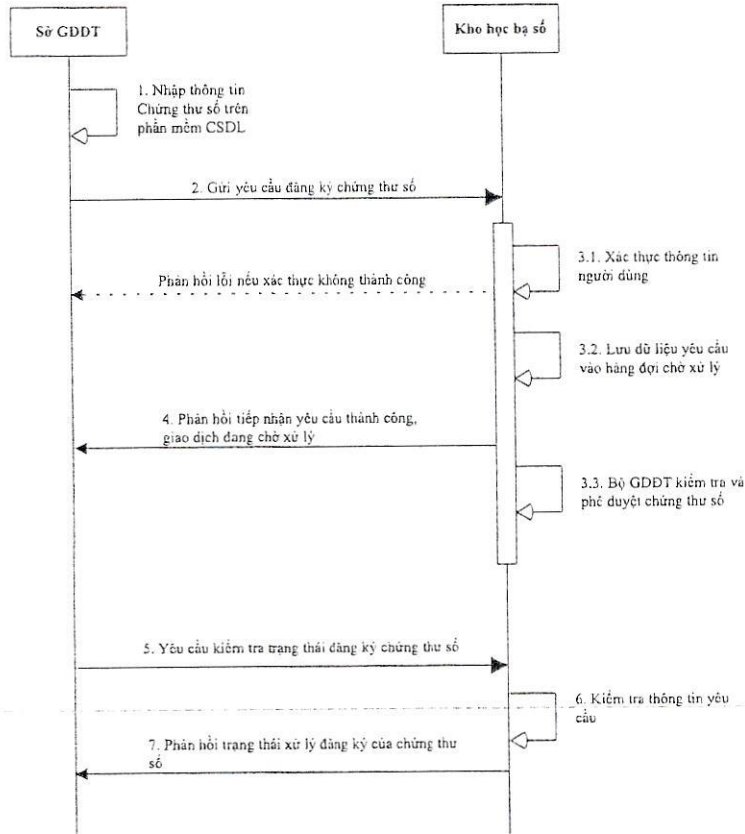 Sở GDĐT
Kho học bạ số
1. Nhập thông tin
Chứng thư số trên
phần mềm CSDL
2. Gửi yêu cầu đăng ký chứng thư số
3.1. Xác thực thông tin
người dùng
Phản hồi lỗi nếu xác thực không thành công
3.2. Lưu dữ liệu yêu cầu
vào hàng đợi chờ xử lý
4. Phản hồi tiếp nhận yêu cầu thành công,
giao dịch đang chờ xử lý
3.3. Bộ GDĐT kiểm tra và
phê duyệt chứng thư số
5. Yêu cầu kiểm tra trạng thái đăng ký chứng thư số
6. Kiểm tra thông tin yêu
cầu
7. Phản hồi trạng thái xử lý đăng ký của chứng thư
số